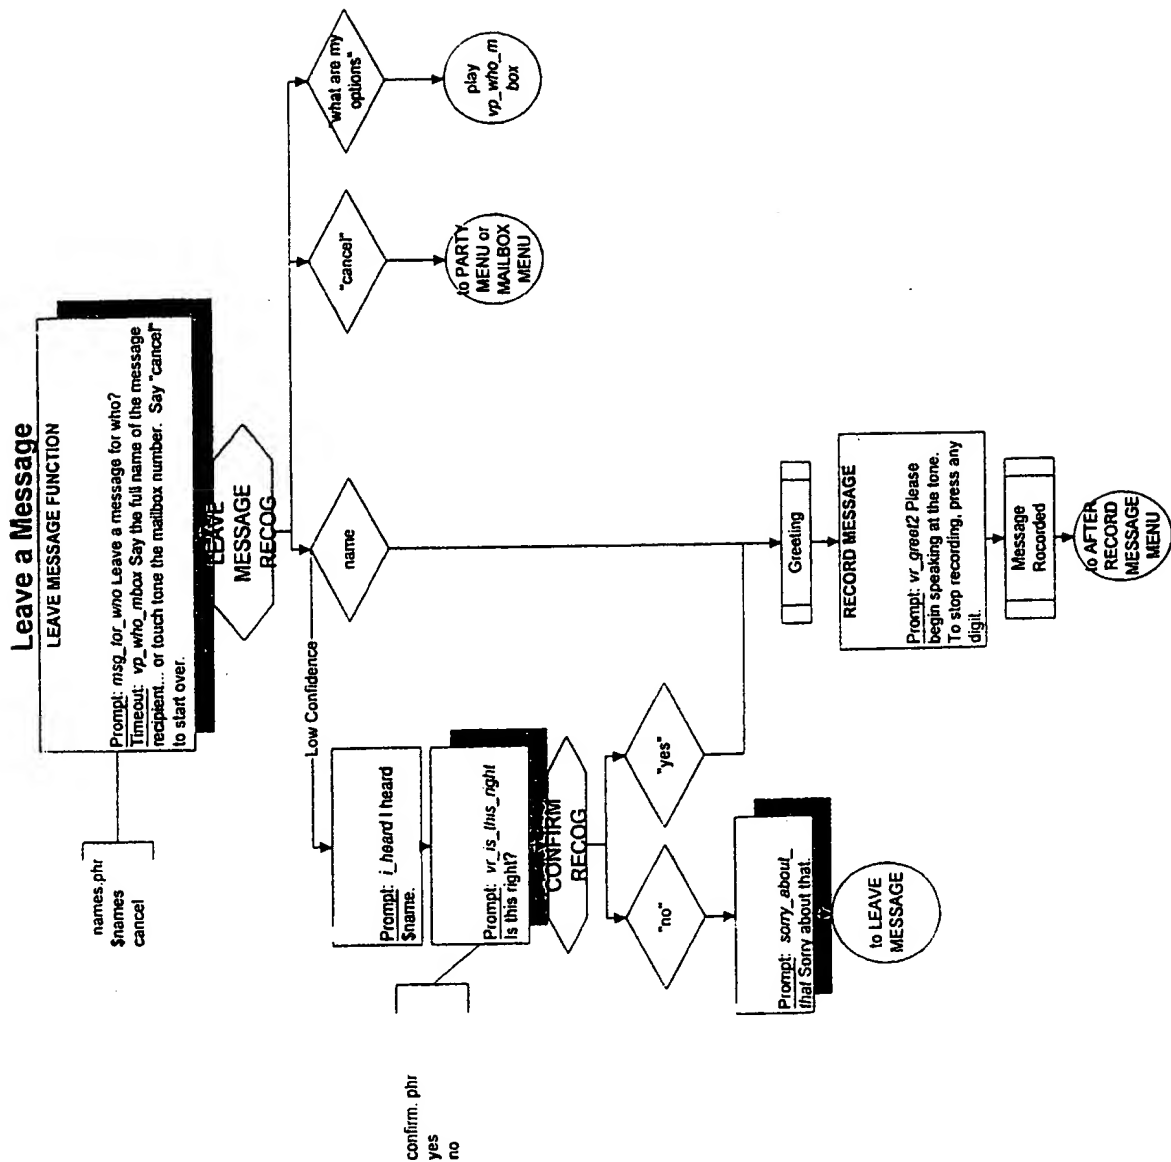 Leave a Message
LEAVE MESSAGE FUNCTION
Prompt: msg_for_who Leave a message for who?
Timeout: vp_who_mbox Say the full name of the message
recipient... or touch tone the mailbox number. Say "cancel"
to start over.
names.phr
$names
cancel
LEAVE
MESSAGE
RECOG
Low Confidence
name
"cancel"
"what are my
options"
to PARTY
MENU or
MAILBOX
MENU
play
vp_who_m
box
Prompt: i_heard I heard
$name.
Prompt: vr_is_this_right
Is this right?
confirm. phr
yes
no
CONFIRM
RECOG
"no"
"yes"
Prompt: sorry_about_
that Sorry about that.
to LEAVE
MESSAGE
Greeting
RECORD MESSAGE
Prompt: vr_greet2 Please
begin speaking at the tone.
To stop recording, press any
digit.
Message
Rocorded
to AFTER
RECORD
MESSAGE
MENU